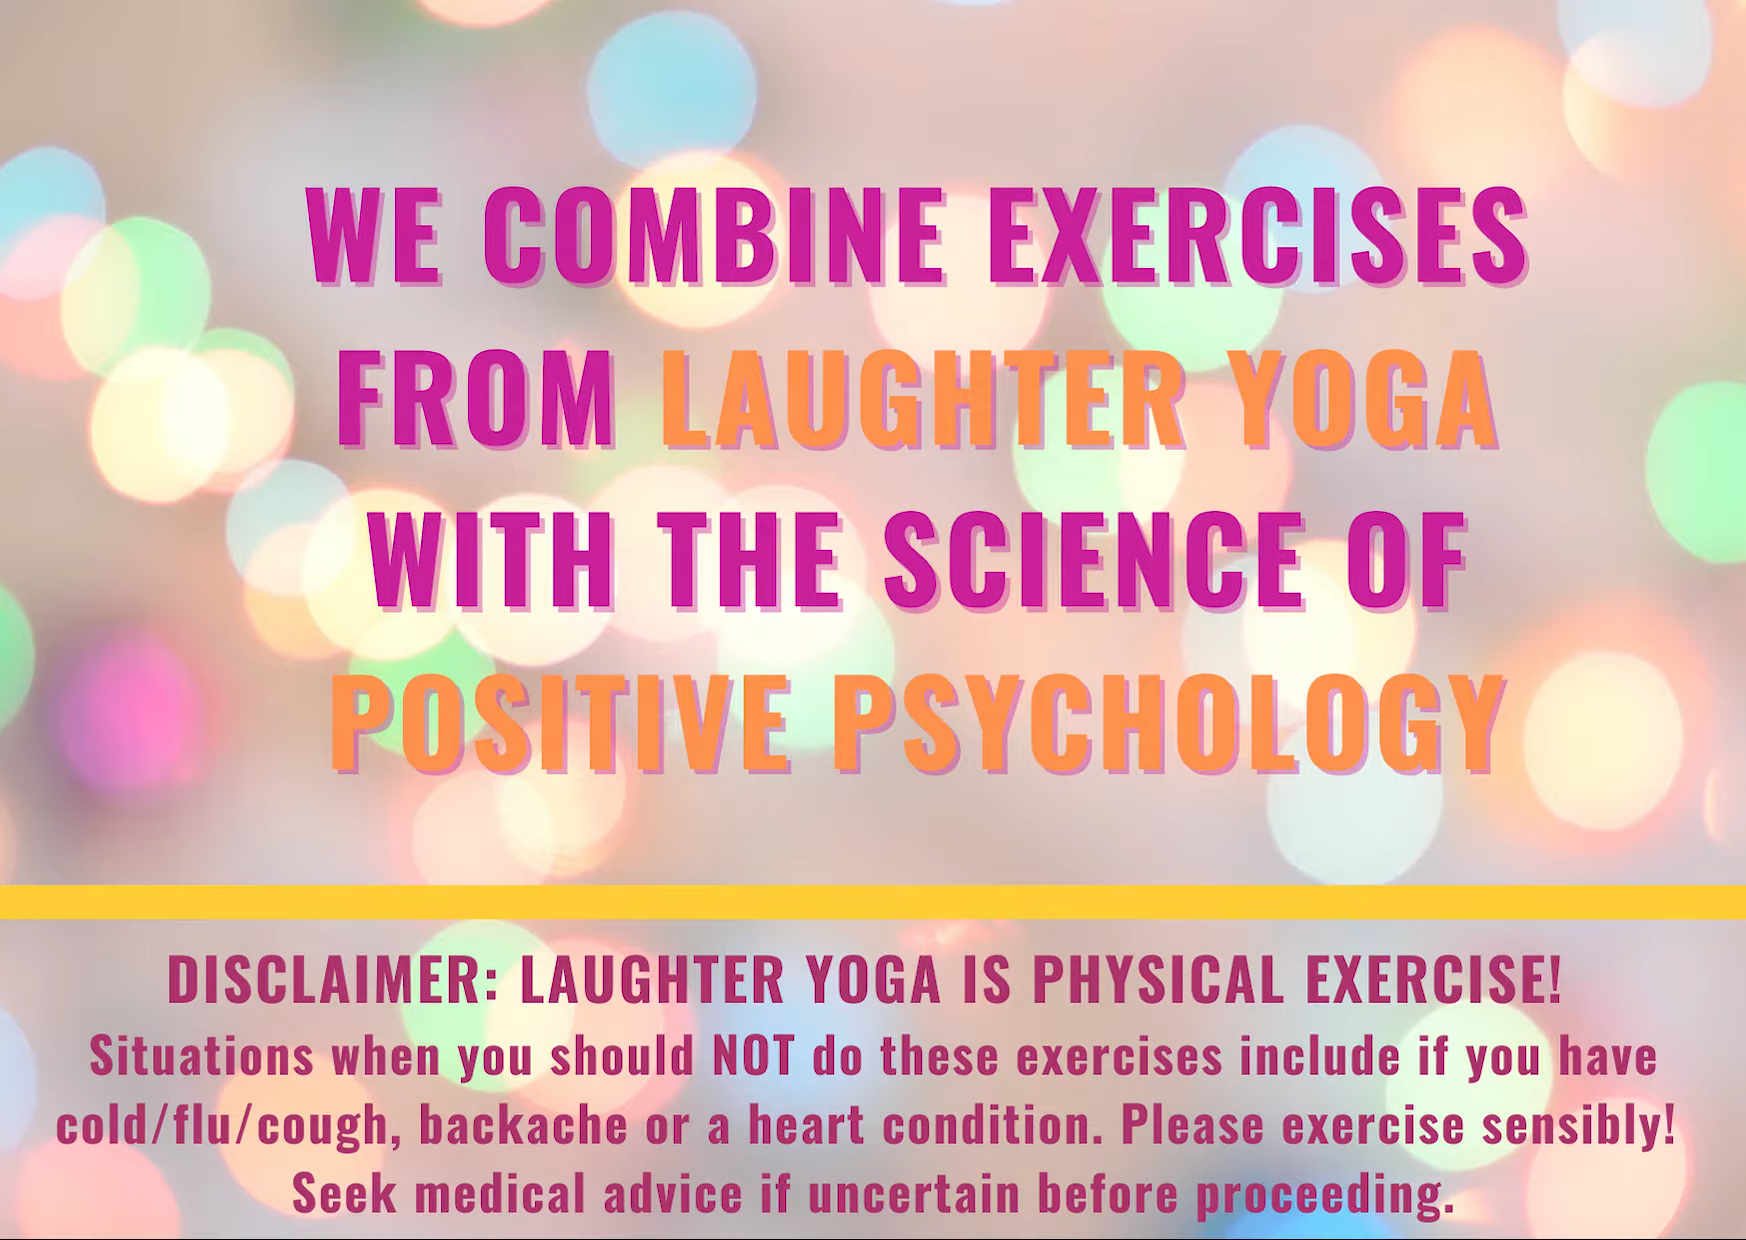 WE COMBINE EXERCISES
FROM LAUGHTER YOGA
WITH THE SCIENCE OF
POSITIVE PSYCHOLOGY
DISCLAIMER: LAUGHTER YOGA IS PHYSICAL EXERCISE!
Situations when you should NOT do these exercises include if you have
cold/flu/cough, backache or a heart condition. Please exercise sensibly!
Seek medical advice if uncertain before proceeding.